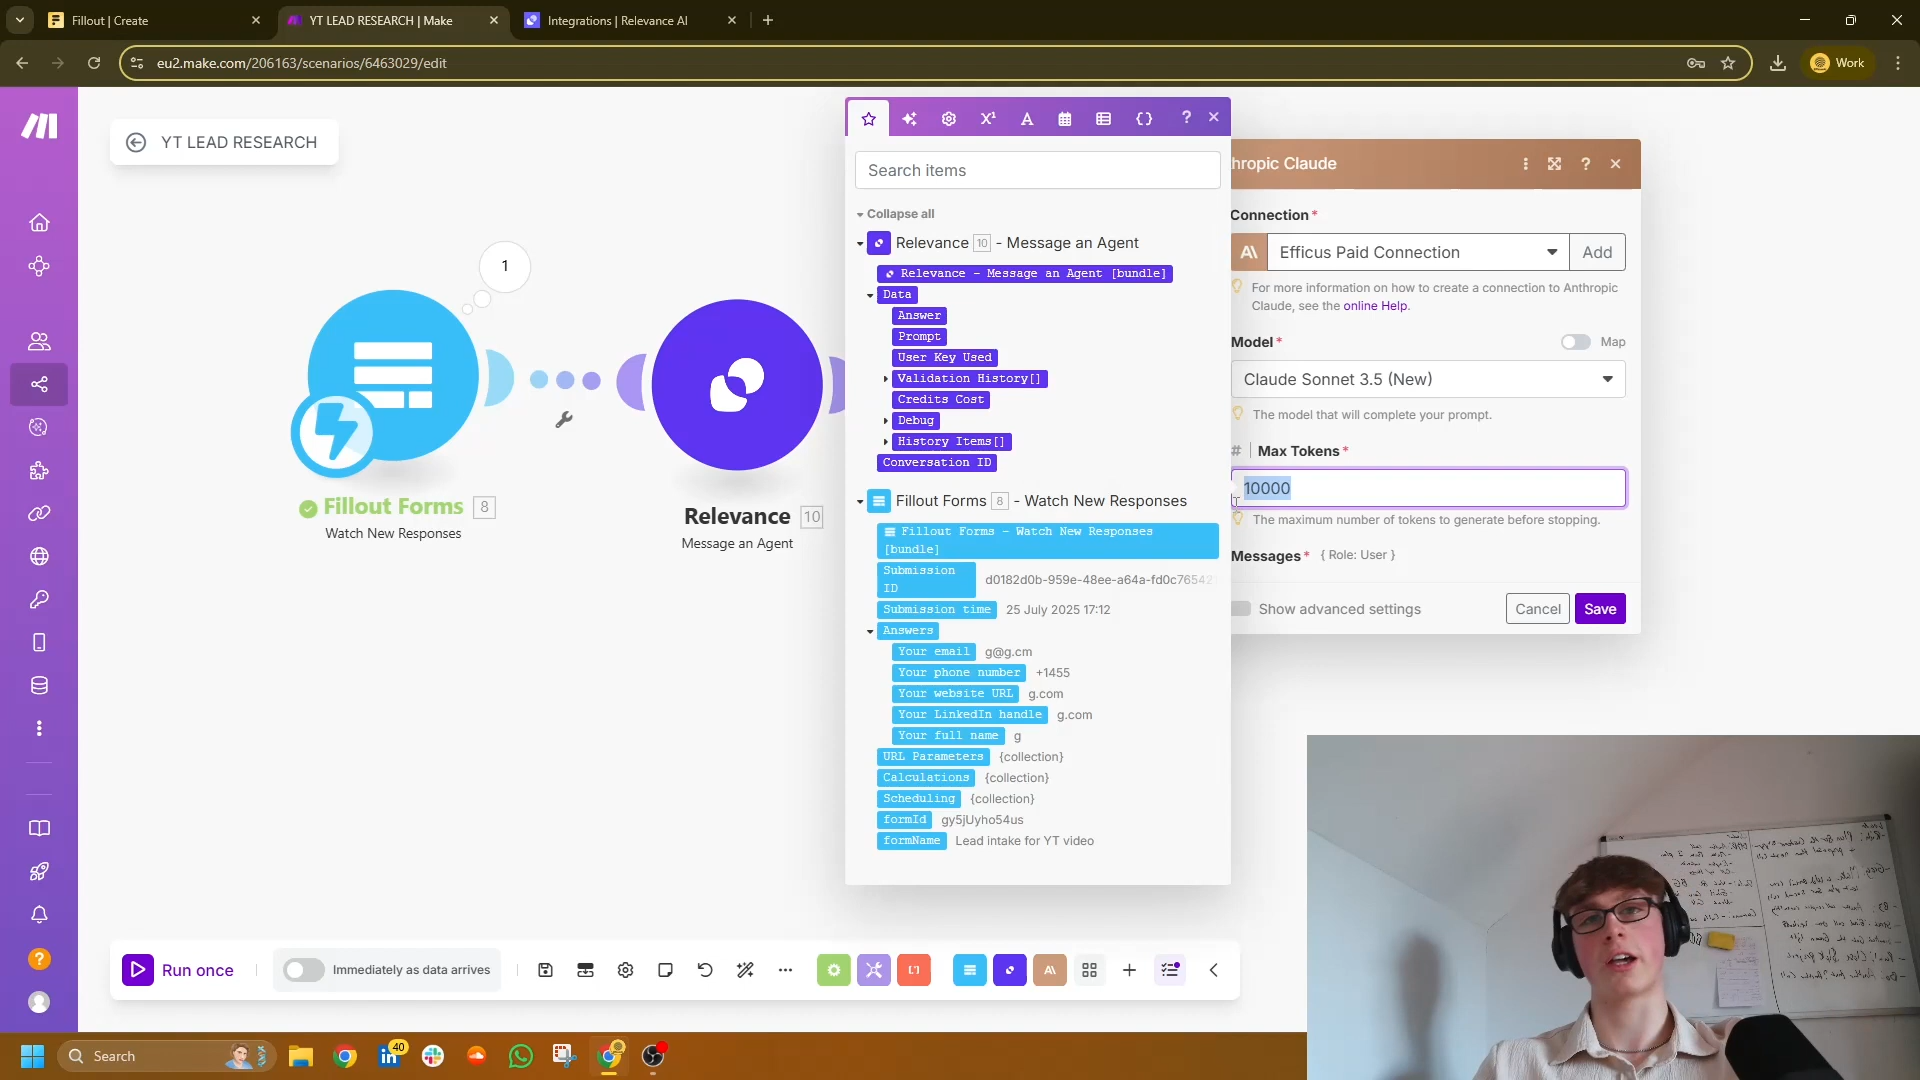 Fillout | Create
YT LEAD RESEARCH | Make
Integrations | Relevance AI
eu2.make.com/206163/scenarios/6463029/edit
Work
YT LEAD RESEARCH
1
Fillout Forms 8
Watch New Responses
Relevance 10
Message an Agent
Search items
Collapse all
Relevance 10 - Message an Agent
Relevance - Message an Agent [bundle]
Data
Answer
Prompt
User Key Used
Validation History[]
Credits Cost
Debug
History Items[]
Conversation ID
Fillout Forms 8 - Watch New Responses
Fillout Forms - Watch New Responses
[bundle]
Submission
ID
d0182d0b-959e-48ee-a64a-fd0c76542
Submission time 25 July 2025 17:12
Answers
Your email g@g.cm
Your phone number +1455
Your website URL g.com
Your LinkedIn handle g.com
Your full name g
URL Parameters {collection}
Calculations {collection}
Scheduling {collection}
formId gy5jUyho54us
formName Lead intake for YT video
hropic Claude
Connection*
Efficus Paid Connection
Add
For more information on how to create a connection to Anthropic
Claude, see the online Help.
Model*
Map
Claude Sonnet 3.5 (New)
The model that will complete your prompt.
# Max Tokens*
10000
The maximum number of tokens to generate before stopping.
Messages* { Role: User }
Show advanced settings
Cancel
Save
Run once
Immediately as data arrives
Search
40